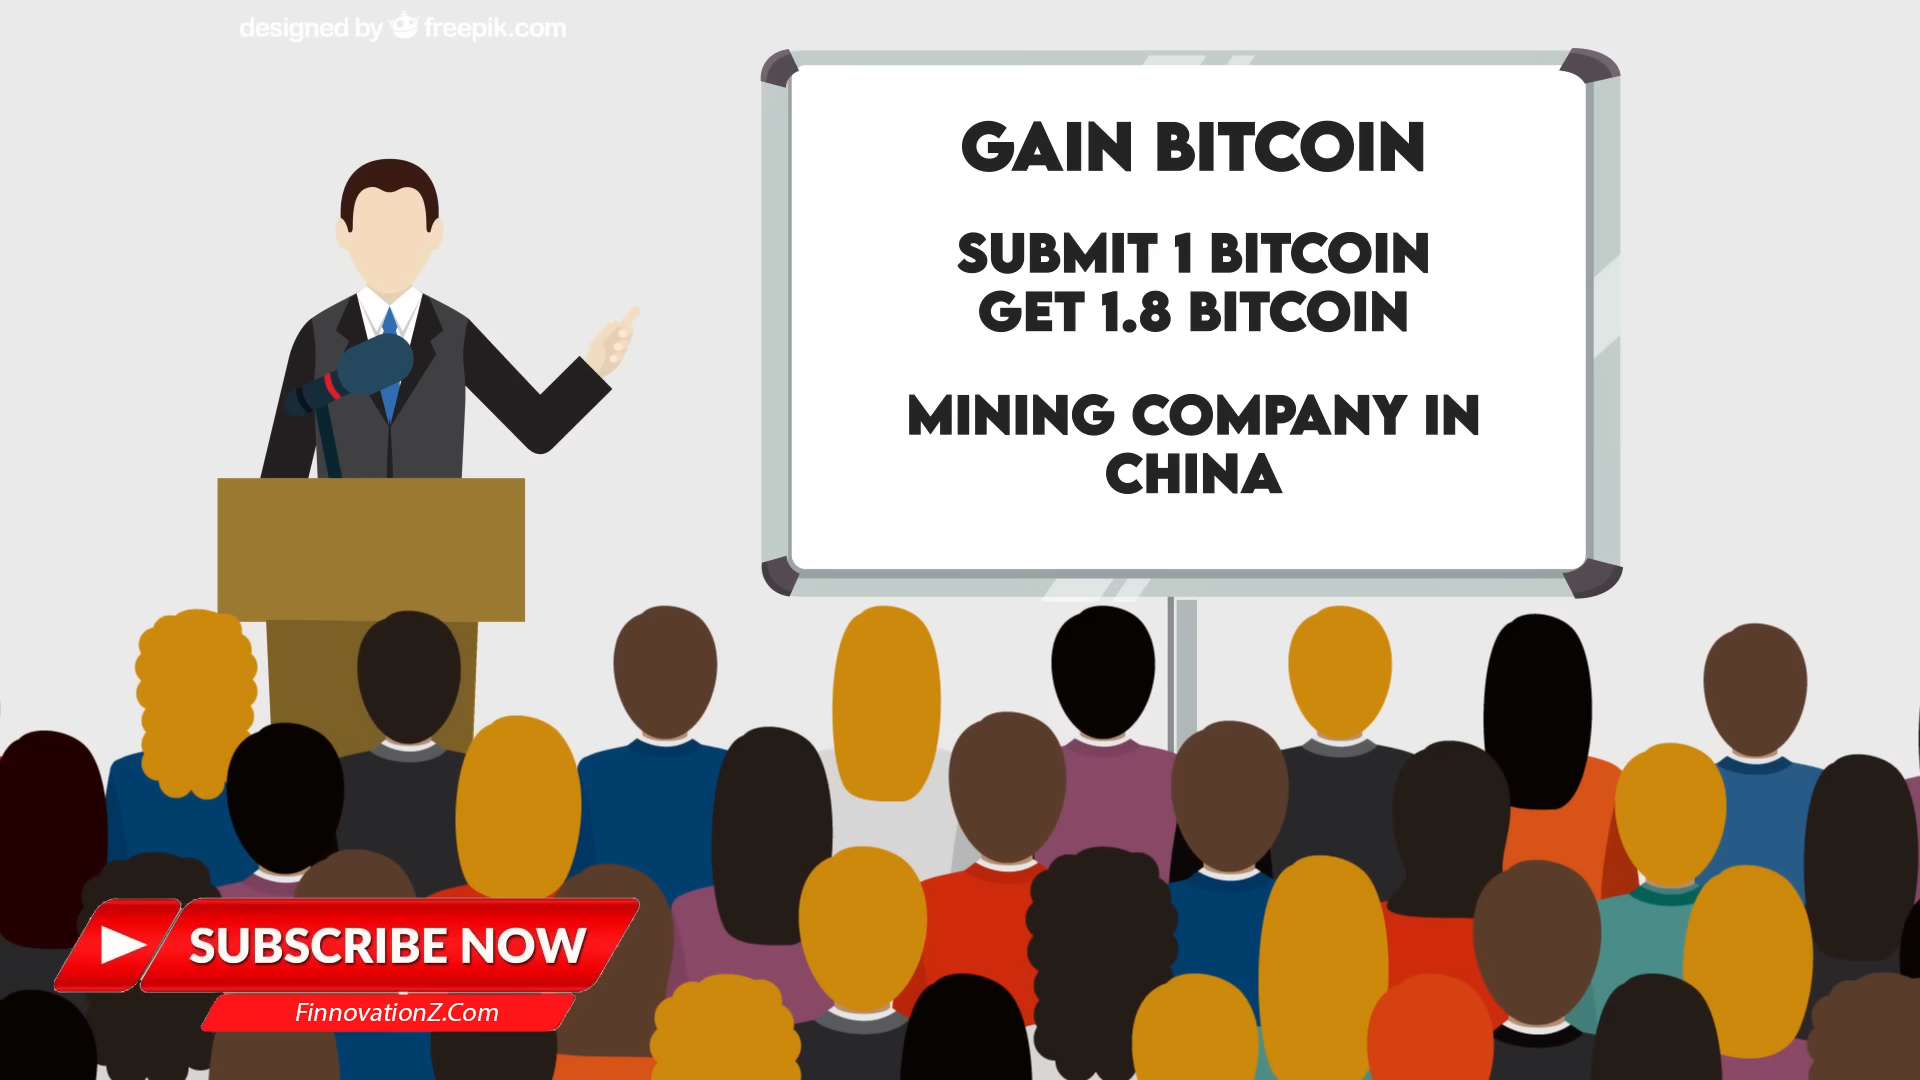 designed by freepik.com
GAIN BITCOIN
SUBMIT 1 BITCOIN
GET 1.8 BITCOIN
MINING COMPANY IN
CHINA
SUBSCRIBE NOW
FinnovationZ.Com